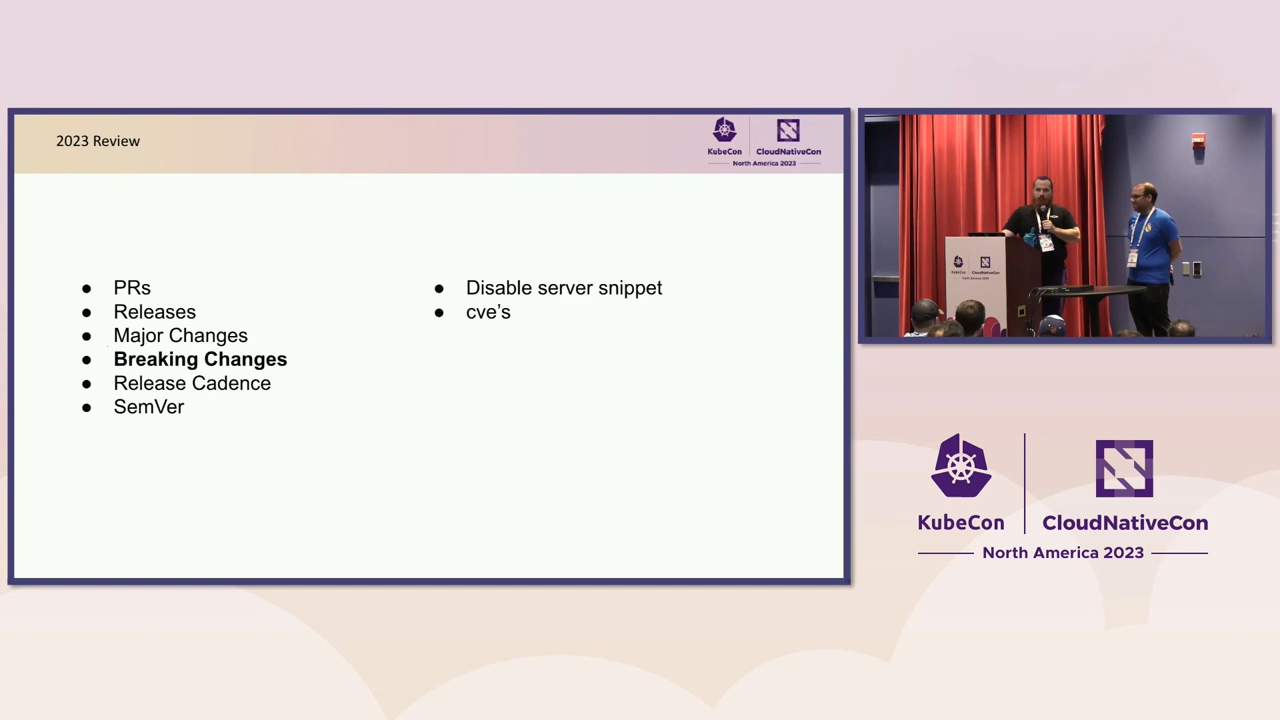 2023 Review
KubeCon
CloudNativeCon
North America 2023
● PRs
● Releases
● Major Changes
● Breaking Changes
● Release Cadence
● SemVer
● Disable server snippet
● cve's
KubeCon
CloudNativeCon
North America 2023